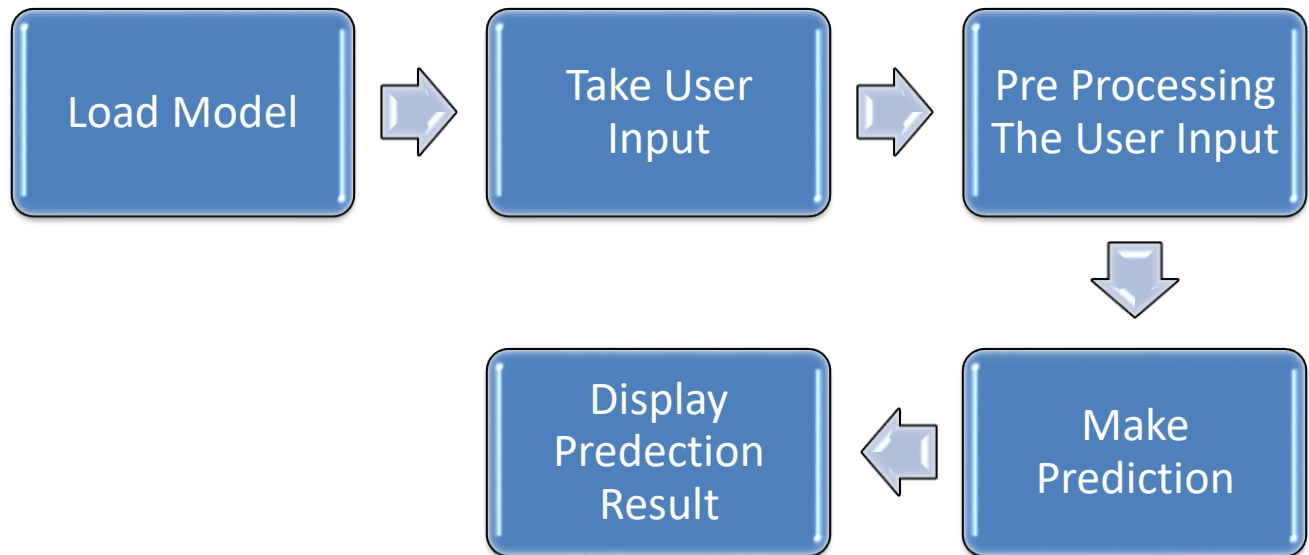 Load Model
Take User
Input
Pre Processing
The User Input
Make
Prediction
Display
Predection
Result